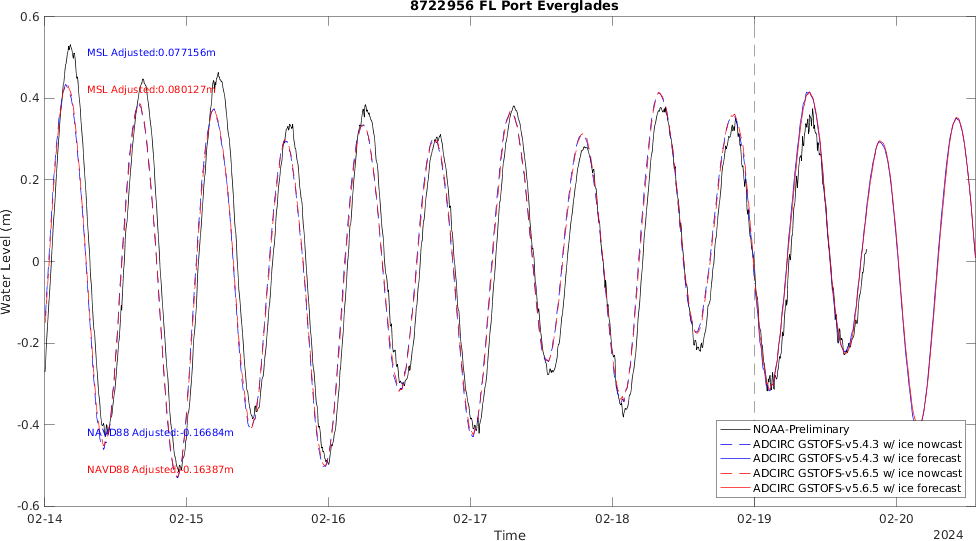 8722956 FL Port Everglades
0.6
MSL Adjusted:0.077156m
MSL Adjusted:0.080127m
0.4
0.2
0
-0.2
-0.4
-0.6
Water Level (m)
NAVD88 Adjusted:-0.16684m
NAVD88 Adjusted:-0.16387m
NOAA-Preliminary
ADCIRC GSTOFS-v5.4.3 w/ ice nowcast
ADCIRC GSTOFS-v5.4.3 w/ ice forecast
ADCIRC GSTOFS-v5.6.5 w/ ice nowcast
ADCIRC GSTOFS-v5.6.5 w/ ice forecast
02-14 02-15 02-16 02-17 02-18 02-19 02-20
Time
2024